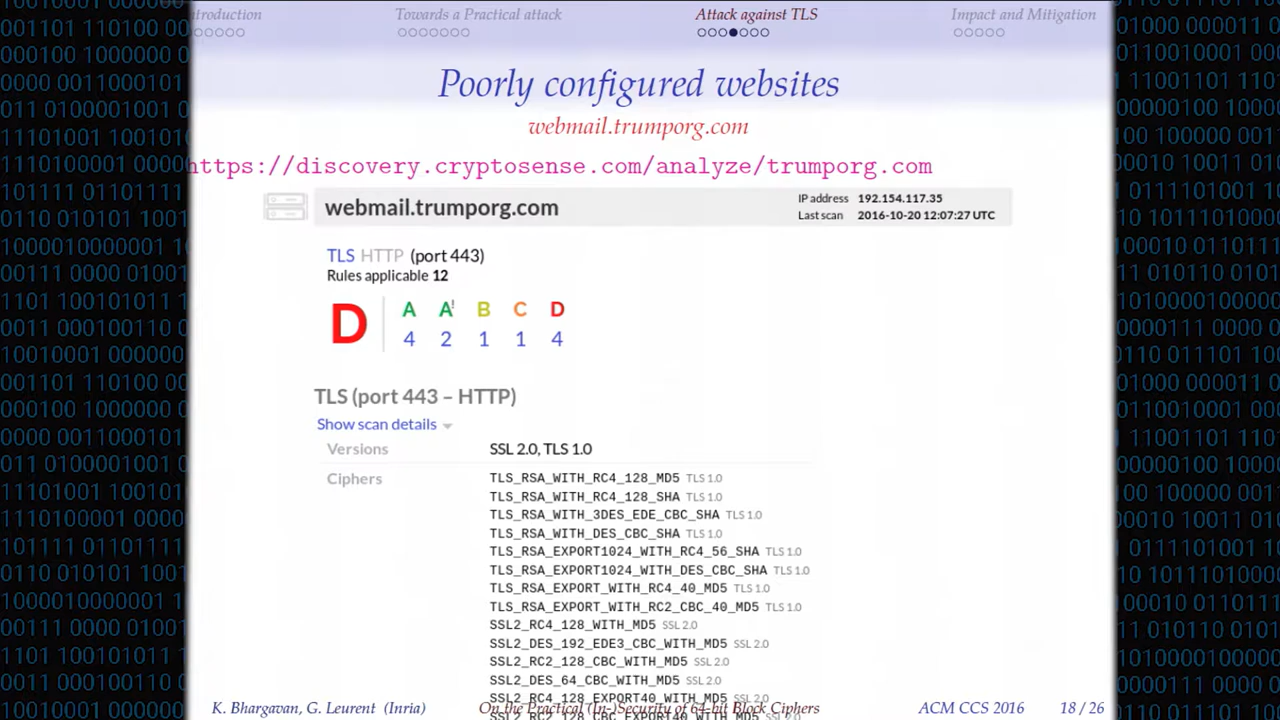 ntroduction
Towards a Practical attack
Attack against TLS
Impact and Mitigation
Poorly configured websites
webmail.trumporg.com
https://discovery.cryptosense.com/analyze/trumporg.com
webmail.trumporg.com
IP address 192.154.117.35
Last scan 2016-10-20 12:07:27 UTC
TLS HTTP (port 443)
Rules applicable 12
D
A A! B C D
4 2 1 1 4
TLS (port 443 – HTTP)
Show scan details
Versions SSL 2.0, TLS 1.0
Ciphers TLS_RSA_WITH_RC4_128_MD5 TLS 1.0
TLS_RSA_WITH_RC4_128_SHA TLS 1.0
TLS_RSA_WITH_3DES_EDE_CBC_SHA TLS 1.0
TLS_RSA_WITH_DES_CBC_SHA TLS 1.0
TLS_RSA_EXPORT1024_WITH_RC4_56_SHA TLS 1.0
TLS_RSA_EXPORT1024_WITH_DES_CBC_SHA TLS 1.0
TLS_RSA_EXPORT_WITH_RC4_40_MD5 TLS 1.0
TLS_RSA_EXPORT_WITH_RC2_CBC_40_MD5 TLS 1.0
SSL2_RC4_128_WITH_MD5 SSL 2.0
SSL2_DES_192_EDE3_CBC_WITH_MD5 SSL 2.0
SSL2_RC2_128_CBC_WITH_MD5 SSL 2.0
SSL2_DES_64_CBC_WITH_MD5 SSL 2.0
SSL2_RC4_128_EXPORT40_WITH_MD5 SSL 2.0
K. Bhargavan, G. Leurent (Inria)
On the Practical (In-)Security of 64-bit Block Ciphers
ACM CCS 2016
18 / 26